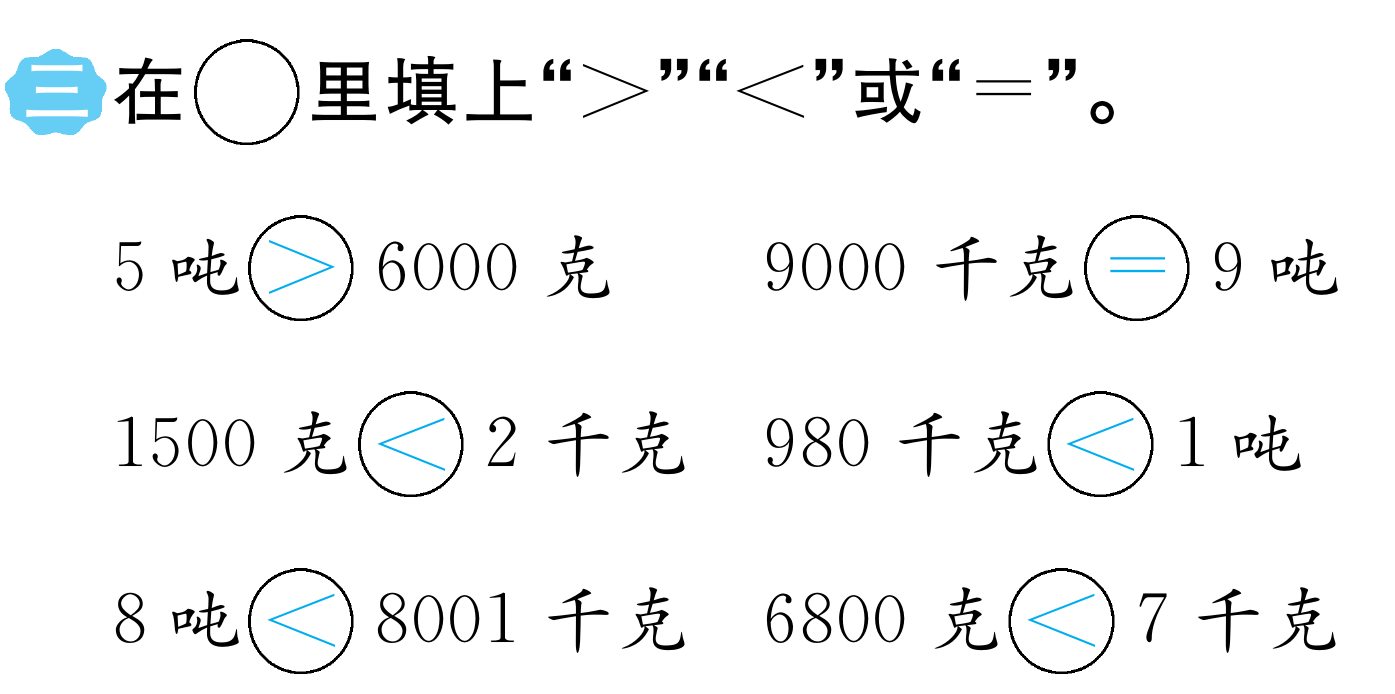 三 在○里填上“>”“<”或“=”。
5 吨 > 6000 克 9000 千克 = 9 吨
1500 克 < 2 千克 980 千克 < 1 吨
8 吨 < 8001 千克 6800 克 < 7 千克